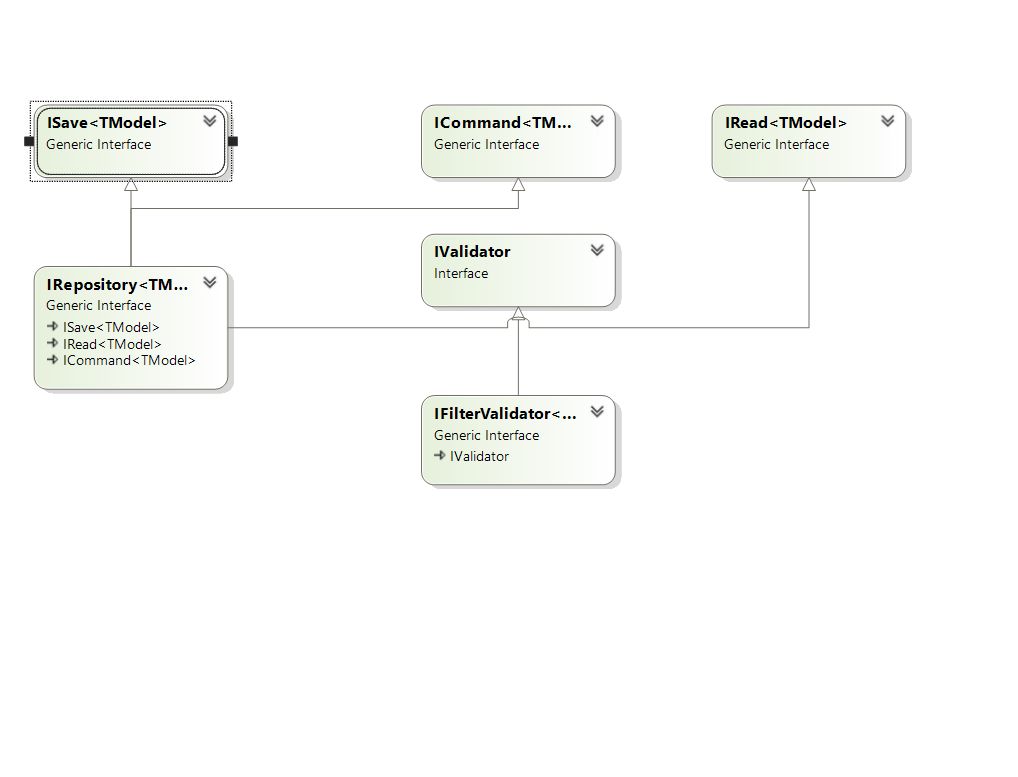 ISave<TModel>
Generic Interface
ICommand<TM...
Generic Interface
IRead<TModel>
Generic Interface
IValidator
Interface
IRepository<TM...
Generic Interface
ISave<TModel>
IRead<TModel>
ICommand<TModel>
IFilterValidator<...
Generic Interface
IValidator